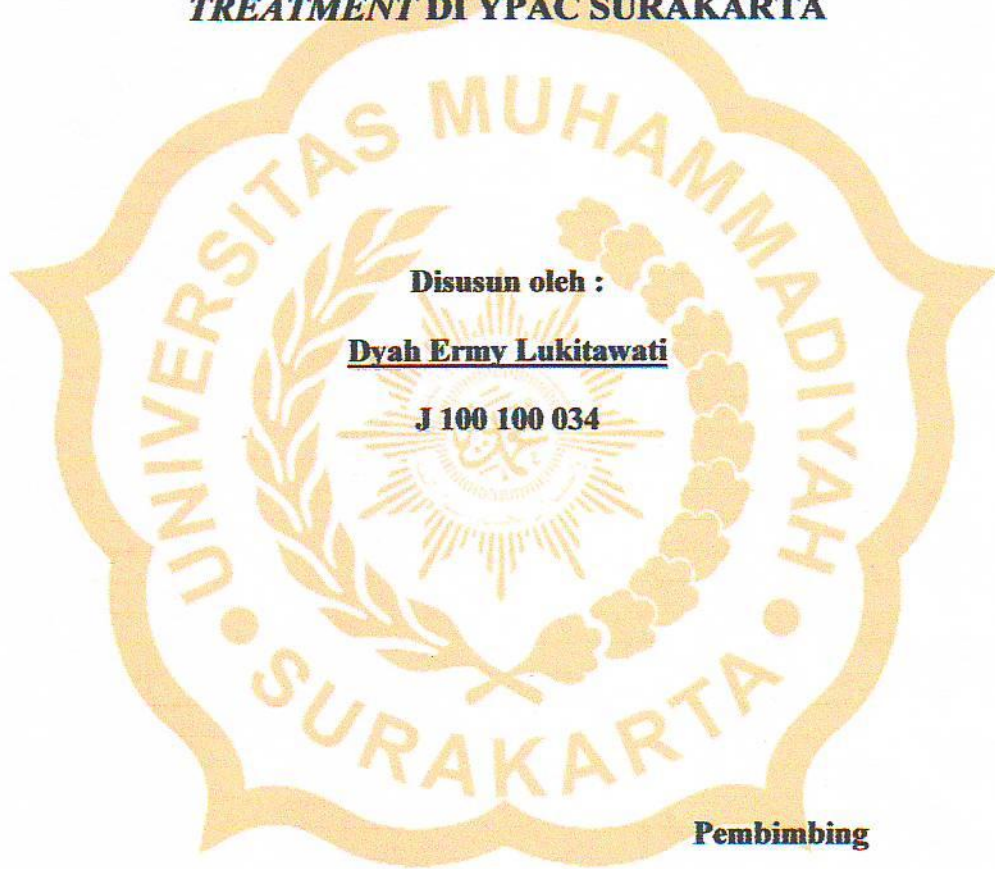 TREATMENT DI YPAC SURAKARTA
UNIVERSITAS MUHAMMADIYAH
SURAKARTA
Disusun oleh :
Dyah Ermy Lukitawati
J 100 100 034
Pembimbing